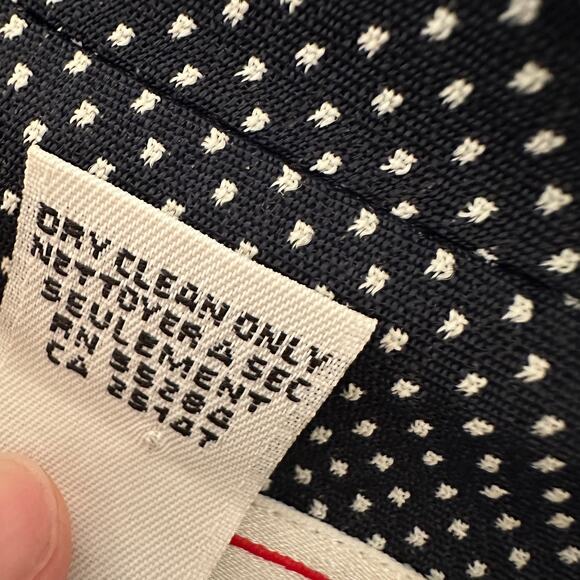 DRY CLEAN ONLY
NETTOYER A SEC
SEULEMENT
RN 55286
CA 25107